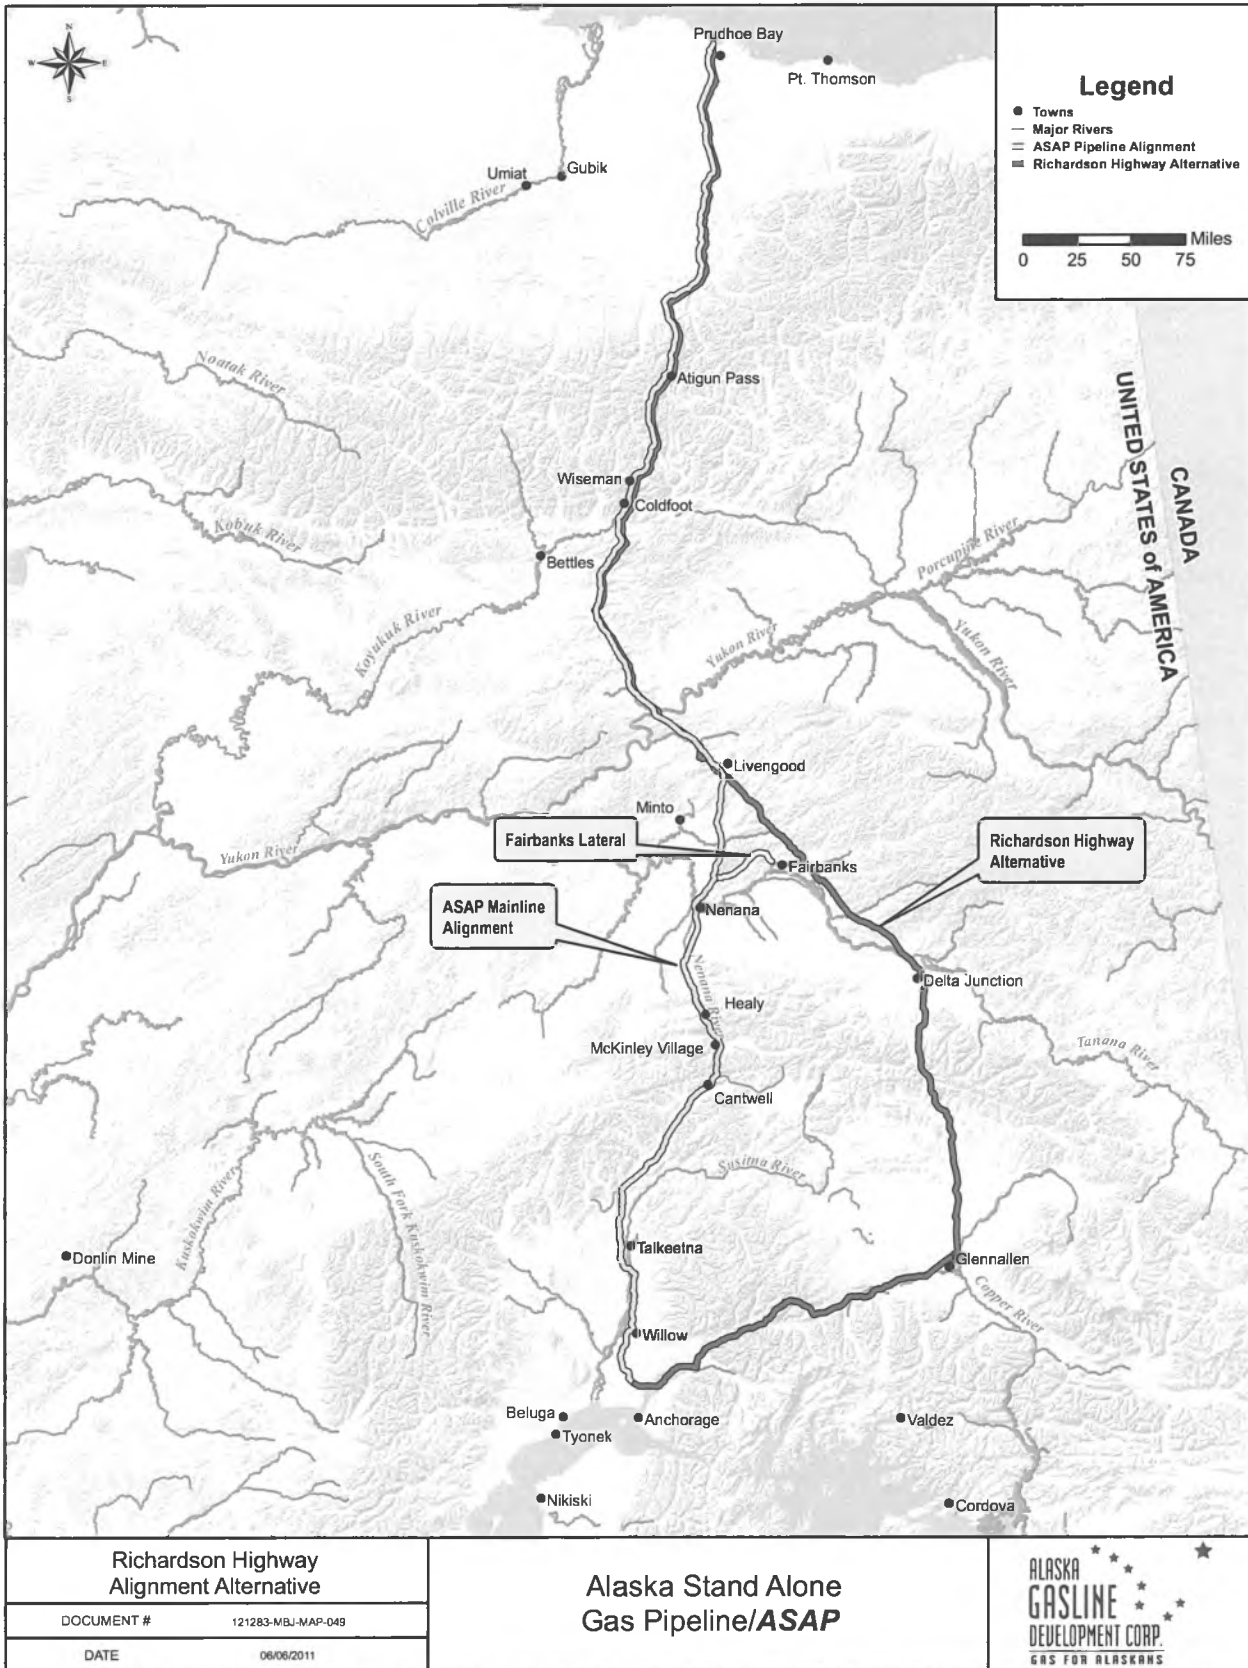 N
W
E
S
Prudhoe Bay
Pt. Thomson
Legend
Towns
Major Rivers
ASAP Pipeline Alignment
Richardson Highway Alternative
Miles
0 25 50 75
Umiat
Gubik
Colville River
Noatak River
Atigun Pass
UNITED STATES of AMERICA
CANADA
Wiseman
Coldfoot
Kobuk River
Bettles
Porcupine River
Koyukuk River
Yukon River
Yukon River
Livengood
Minto
Fairbanks Lateral
Richardson Highway
Alternative
Yukon River
Fairbanks
ASAP Mainline
Alignment
Nenana
Nenana River
Delta Junction
Healy
McKinley Village
Tanana River
Cantwell
Susitna River
South Fork Kuskokwim River
Kuskokwim River
Talkeetna
Donlin Mine
Glennallen
Copper River
Willow
Beluga
Anchorage
Valdez
Tyonek
Nikiski
Cordova
Richardson Highway
Alignment Alternative
DOCUMENT # 121283-MBJ-MAP-049
DATE 06/06/2011
Alaska Stand Alone
Gas Pipeline/ASAP
ALASKA
GASLINE
DEVELOPMENT CORP.
GAS FOR ALASKANS